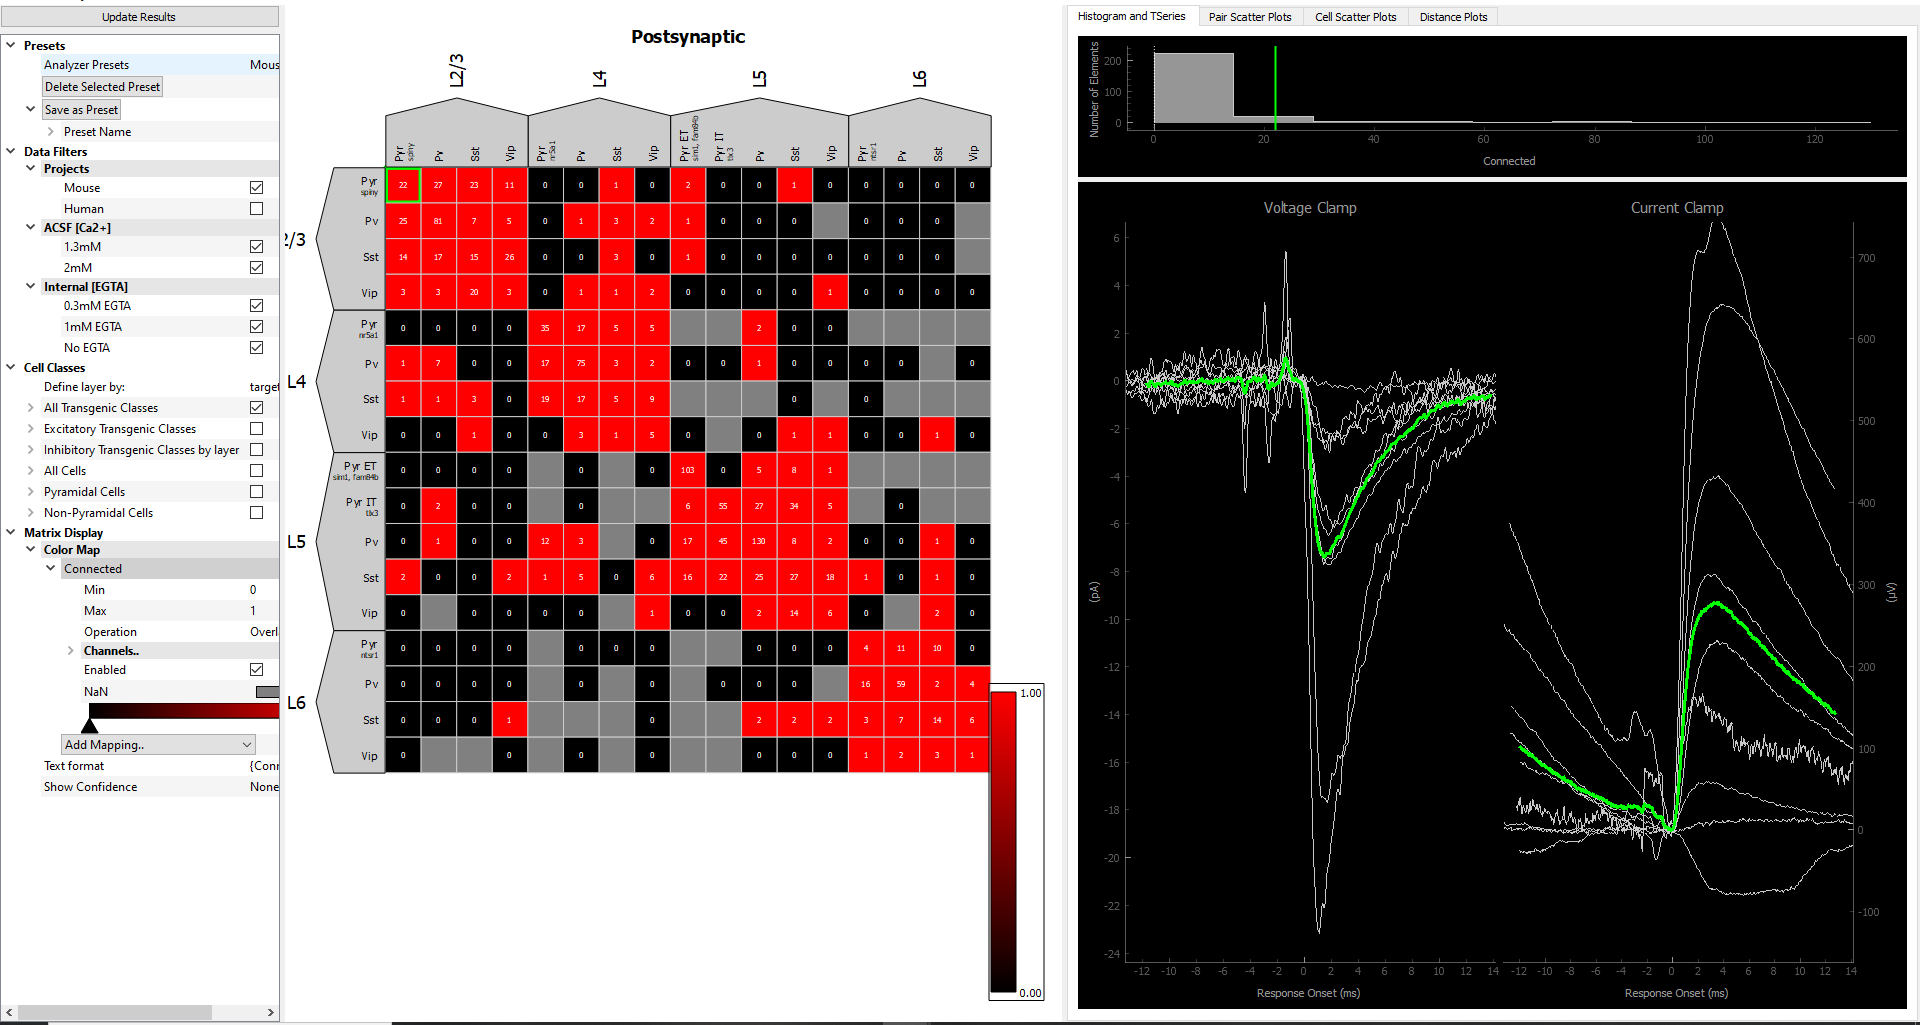 Update Results
Presets
Analyzer Presets Mous
Delete Selected Preset
Save as Preset
Preset Name
Data Filters
Projects
Mouse
Human
ACSF [Ca2+]
1.3mM
2mM
Internal [EGTA]
0.3mM EGTA
1mM EGTA
No EGTA
Cell Classes
Define layer by: target
All Transgenic Classes
Excitatory Transgenic Classes
Inhibitory Transgenic Classes by layer
All Cells
Pyramidal Cells
Non-Pyramidal Cells
Matrix Display
Color Map
Connected
Min 0
Max 1
Operation Overl
Channels..
Enabled
NaN
Add Mapping..
Text format {Conn
Show Confidence None
Postsynaptic
L2/3 L4 L5 L6
Pyr spiny Pv Sst Vip Pyr nr5a1 Pv Sst Vip Pyr ET sim1, fam84b Pyr IT tlx3 Pv Sst Vip Pyr ntsr1 Pv Sst Vip
2/3
L4
L5
L6
Pyr spiny 22 27 23 11 0 0 1 0 2 0 0 1 0 0 0 0 0
Pv 25 81 7 5 0 1 3 2 1 0 0 0 0 0 0
Sst 14 17 15 26 0 0 3 0 1 0 0 0 0 0 0 0
Vip 3 3 20 3 0 1 1 2 0 0 0 0 1 0 0 0 0
Pyr nr5a1 0 0 0 0 35 17 5 5 2 0 0
Pv 1 7 0 0 17 75 3 2 0 0 1 0 0 0 0 0
Sst 1 1 3 0 19 17 5 9 0 0
Vip 0 0 1 0 0 3 1 5 0 0 1 1 0 0 1 0
Pyr ET sim1, fam84b 0 0 0 0 0 0 103 0 5 8 1
Pyr IT tlx3 0 2 0 0 0 6 55 27 34 5 0
Pv 0 1 0 0 12 3 0 17 45 130 8 2 0 0 1 0
Sst 2 0 0 2 1 5 0 6 16 22 25 27 18 1 0 1 0
Vip 0 0 0 0 0 1 0 0 2 14 6 0 2 0
Pyr ntsr1 0 0 0 0 0 0 0 0 0 0 4 11 10 0
Pv 0 0 0 0 0 0 0 0 0 16 59 2 4
Sst 0 0 0 1 0 2 2 2 3 7 14 6
Vip 0 0 0 0 0 0 0 1 2 3 1
1.00
0.00
Histogram and TSeries Pair Scatter Plots Cell Scatter Plots Distance Plots
Number of Elements
200
100
0
0 20 40 60 80 100 120
Connected
Voltage Clamp
(pA)
6
4
2
0
-2
-4
-6
-8
-10
-12
-14
-16
-18
-20
-22
-24
-12 -10 -8 -6 -4 -2 0 2 4 6 8 10 12 14
Response Onset (ms)
Current Clamp
700
600
500
400
300
200
100
0
-100
(µV)
-12 -10 -8 -6 -4 -2 0 2 4 6 8 10 12 14
Response Onset (ms)